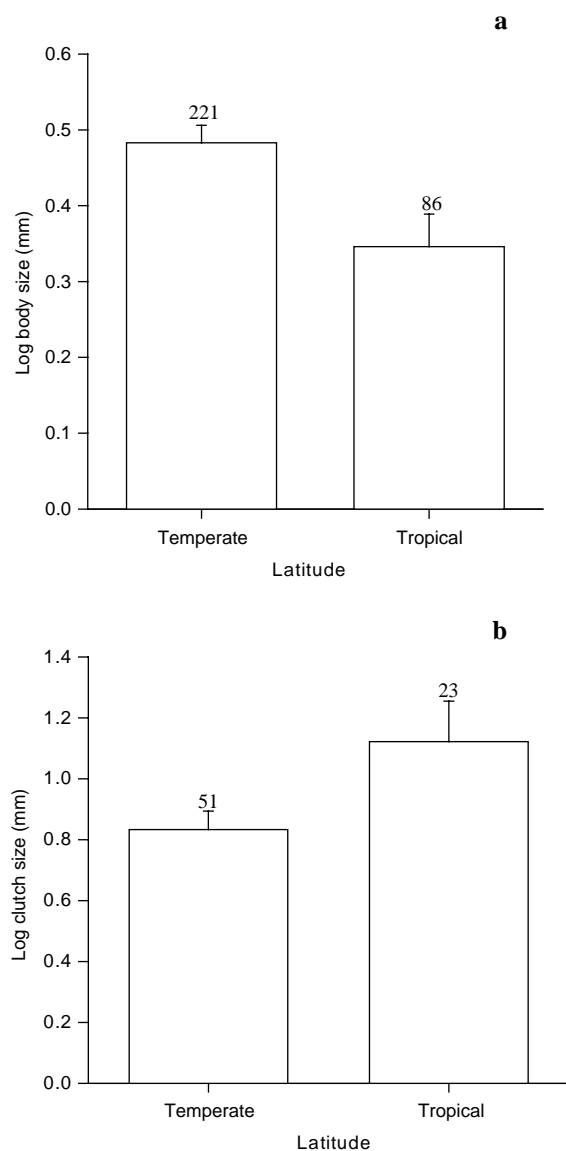 a
0.6
221
0.5
86
0.4
0.3
0.2
0.1
0.0
Log body size (mm)
Temperate Tropical
Latitude
b
1.4
23
1.2
1.0
51
0.8
0.6
0.4
0.2
0.0
Log clutch size (mm)
Temperate Tropical
Latitude